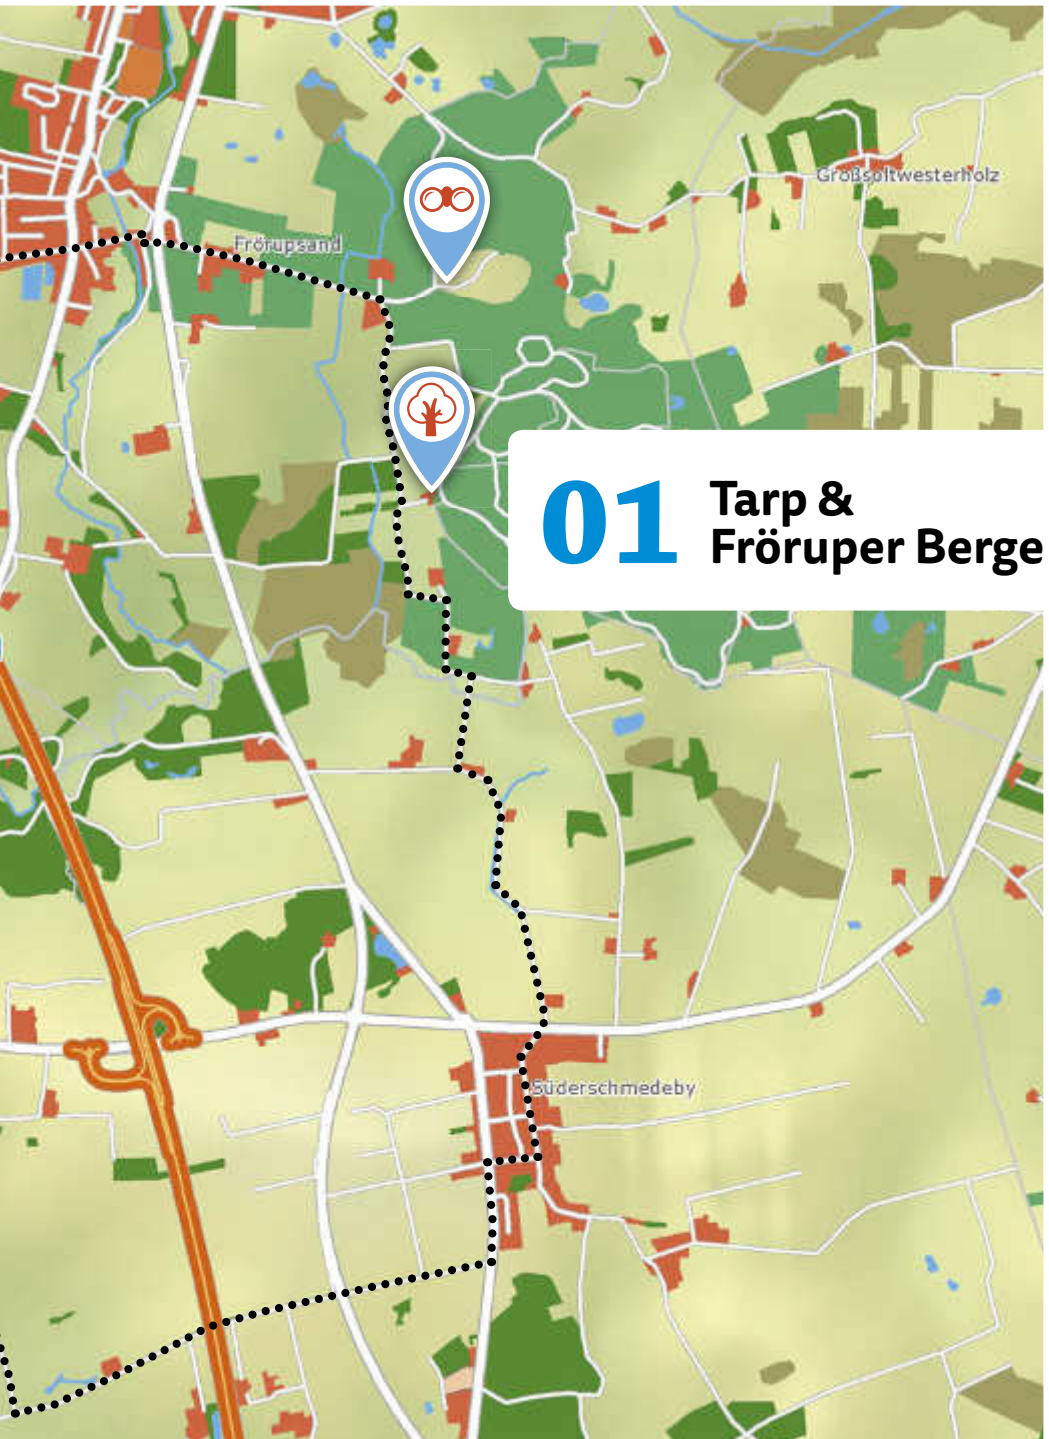 Großsoltwesterholz
Frörupsand
01
Tarp &
Fröruper Berge
Süderschmedeby